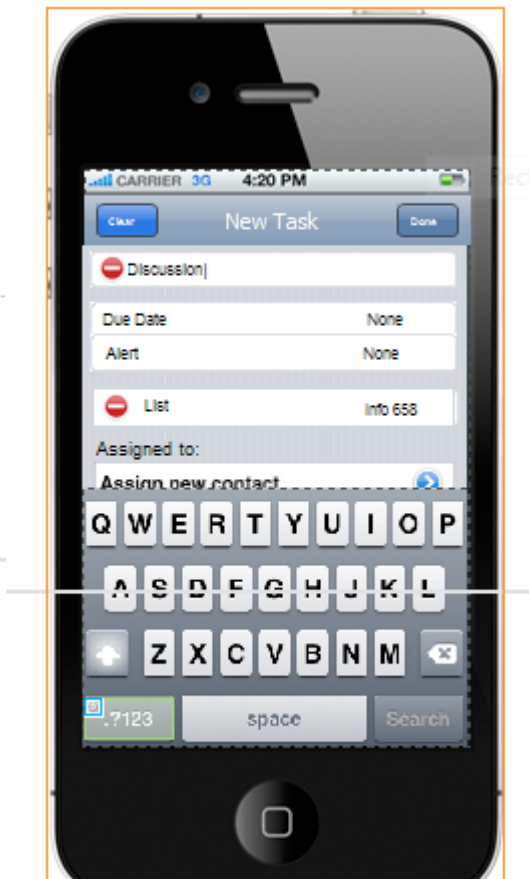 CARRIER 3G 4:20 PM
Clear New Task Done
Discussion
Due Date None
Alert None
List Info 658
Assigned to:
Assign new contact
Q W E R T Y U I O P
A S D F G H J K L
Z X C V B N M
.?123 space Search